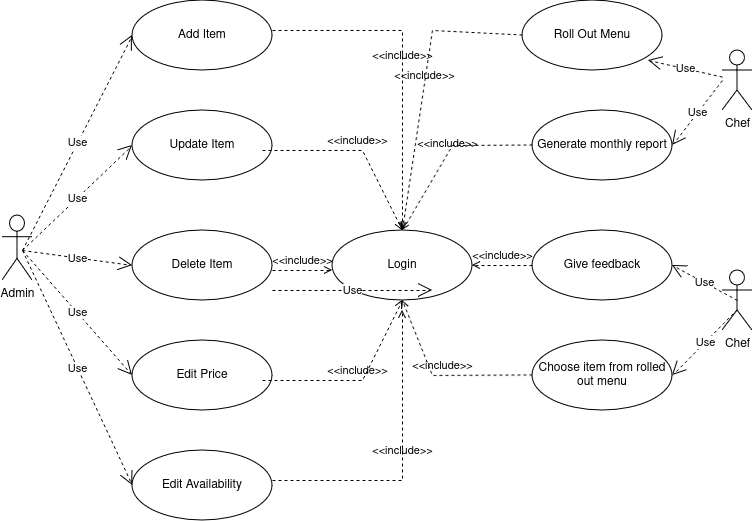 Add Item
Roll Out Menu
<<include>>
<<include>>
Use
Chef
Use
Use
Update Item
<<include>>
<<include>>
Generate monthly report
Use
Use
Delete Item
<<include>>
Login
<<include>>
Give feedback
Admin
Use
Use
Use
Chef
Use
Edit Price
<<include>>
<<include>>
Choose item from rolled
out menu
Use
<<include>>
Edit Availability